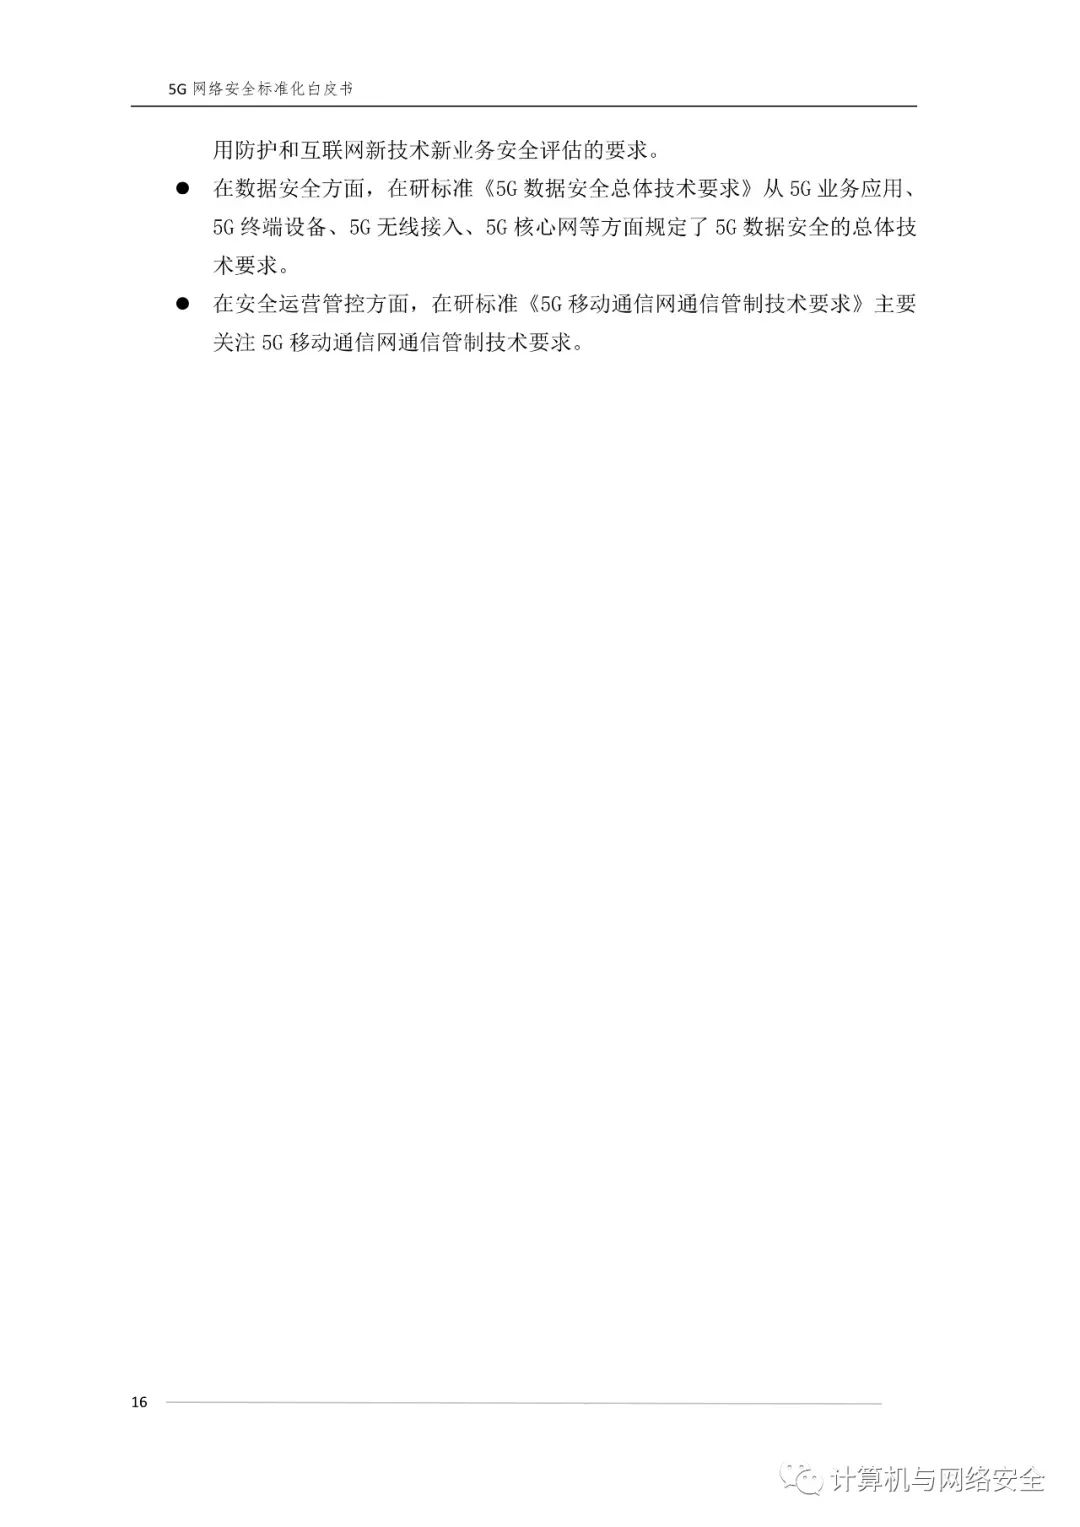 5G 网络安全标准化白皮书
用防护和互联网新技术新业务安全评估的要求。
● 在数据安全方面，在研标准《5G 数据安全总体技术要求》从 5G 业务应用、
5G 终端设备、5G 无线接入、5G 核心网等方面规定了 5G 数据安全的总体技
术要求。
● 在安全运营管控方面，在研标准《5G 移动通信网通信管制技术要求》主要
关注 5G 移动通信网通信管制技术要求。
16
计算机与网络安全